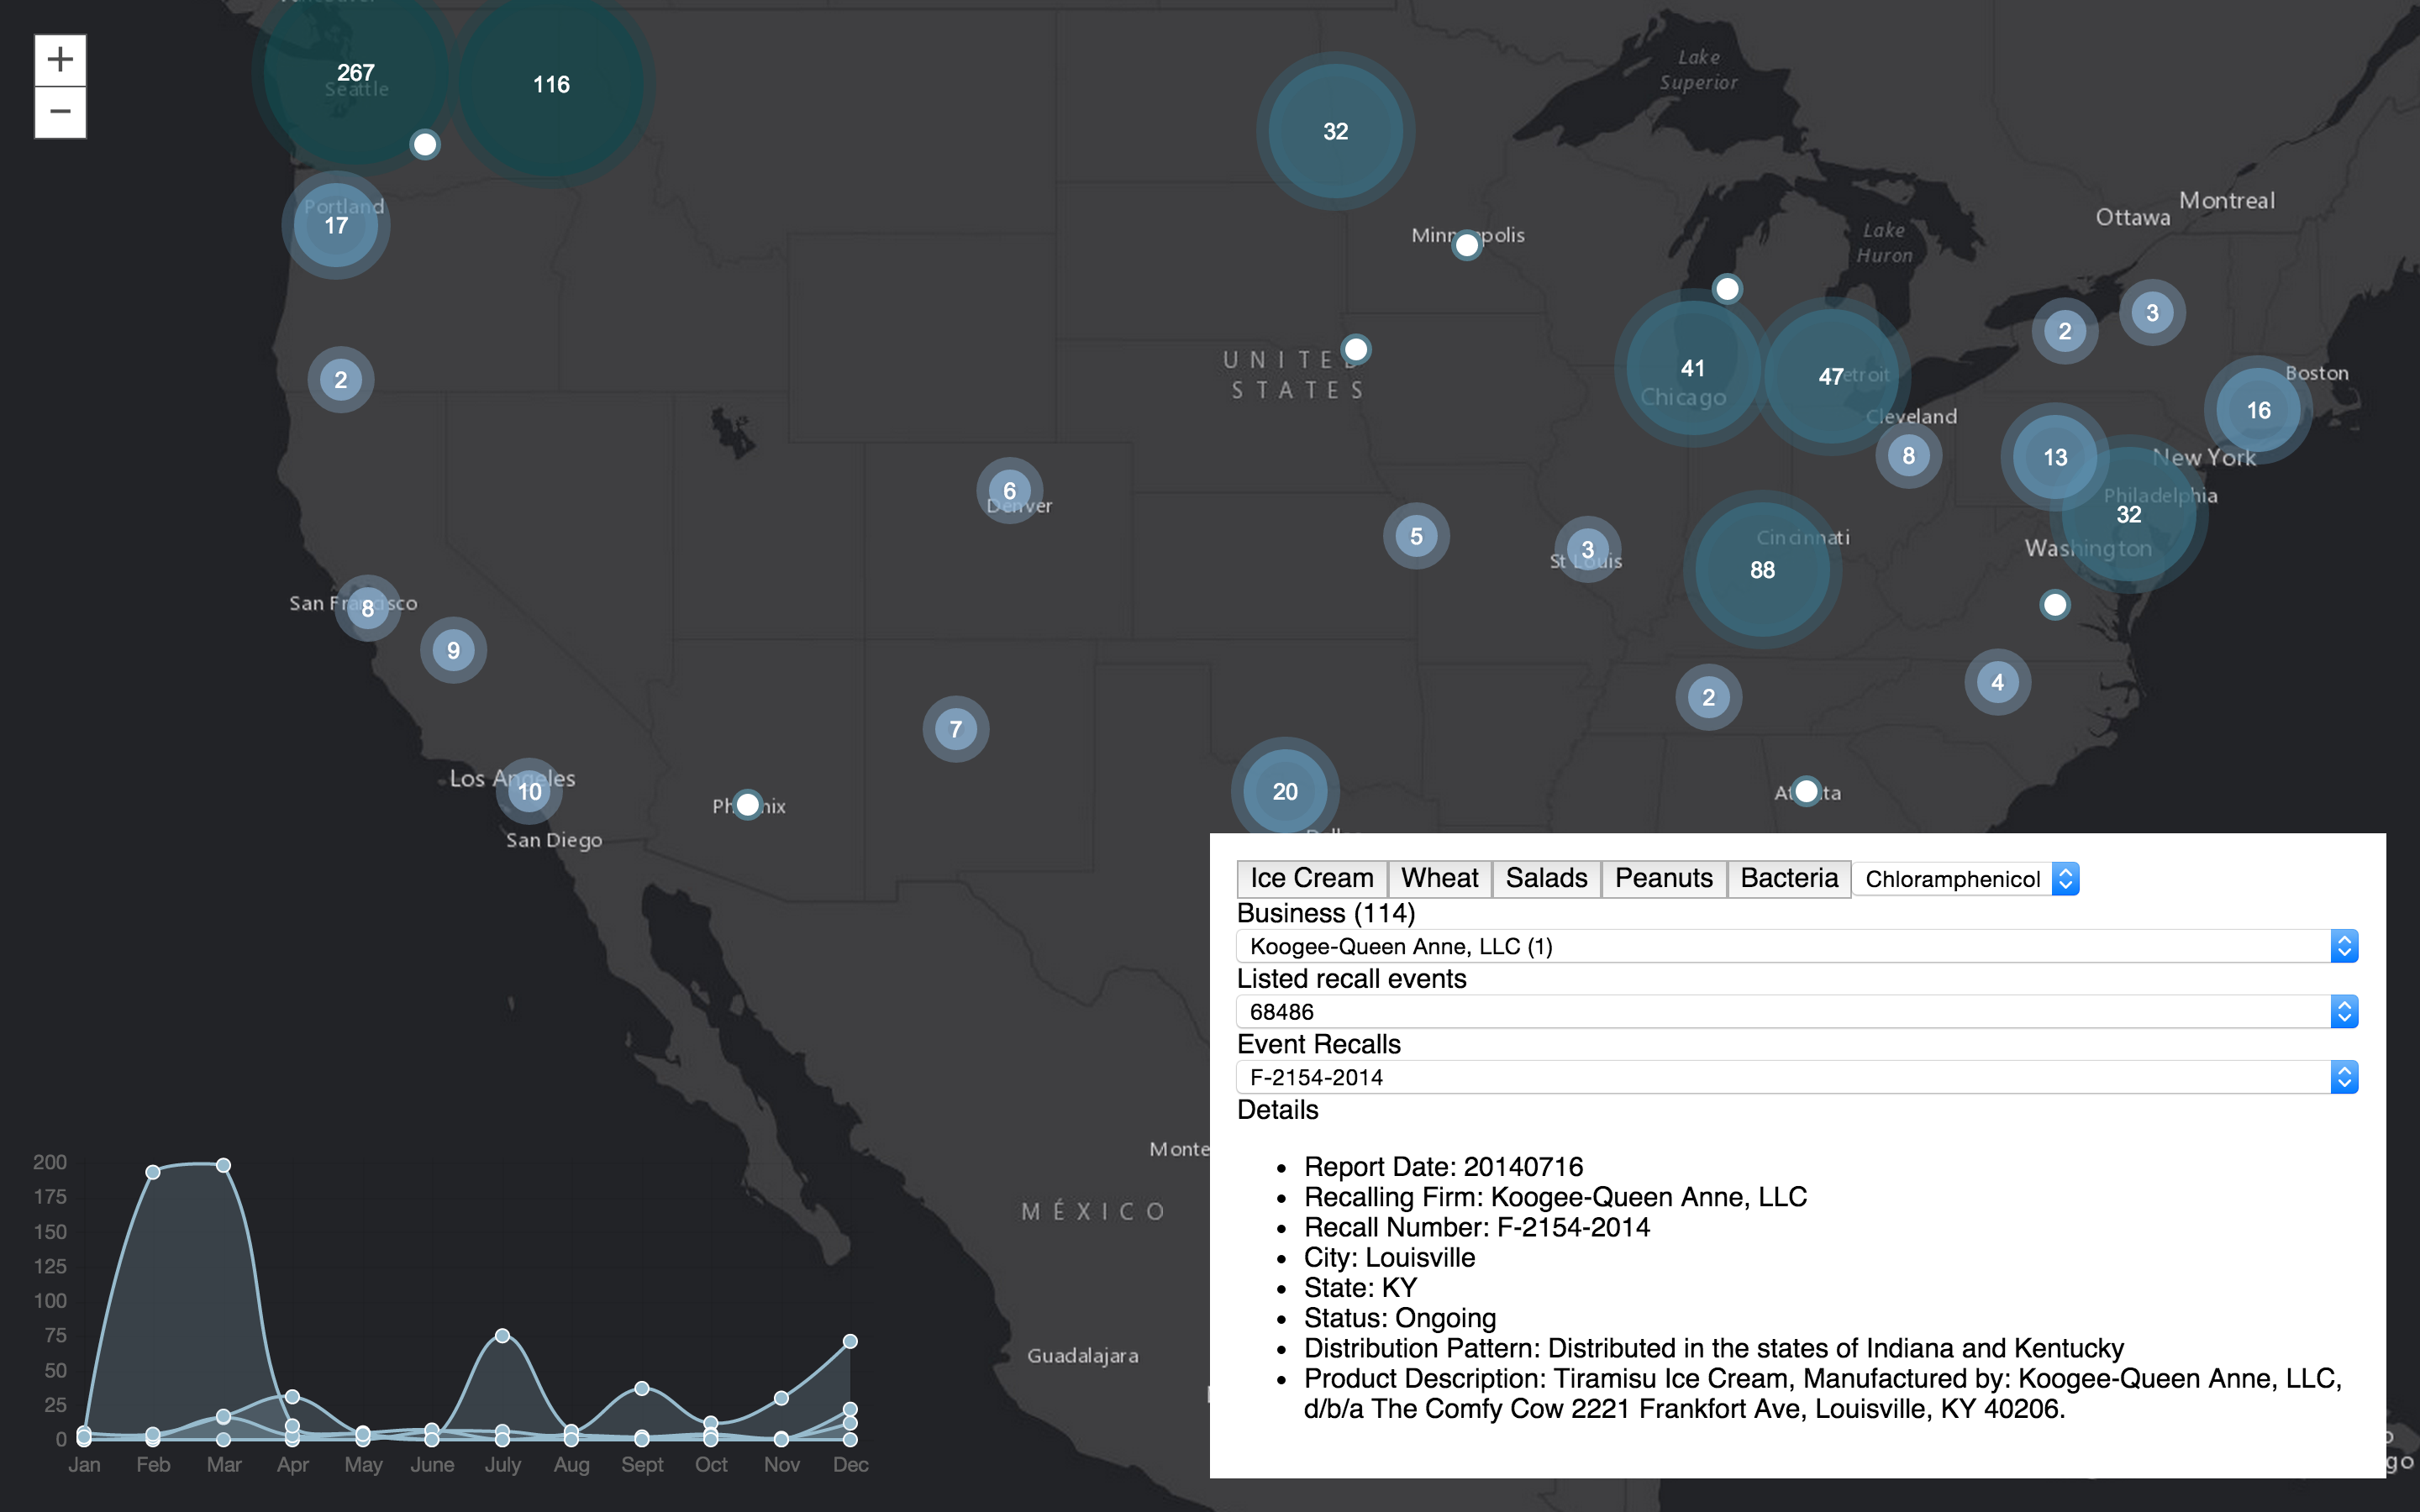 +
−
267
Seattle
116
32
Lake
Superior
Portland
17
Minneapolis
Lake
Huron
Ottawa
Montreal
2
3
UNITED
STATES
2
41
Chicago
47
etroit
Boston
16
Cleveland
8
13
New York
Philadelphia
32
Washington
6
Denver
5
3
St Louis
Cincinnati
88
San Francisco
8
9
2
4
7
Los Angeles
10
San Diego
Phoenix
20
Atlanta
Ice Cream Wheat Salads Peanuts Bacteria Chloramphenicol
Business (114)
Koogee-Queen Anne, LLC (1)
Listed recall events
68486
Event Recalls
F-2154-2014
Details
• Report Date: 20140716
• Recalling Firm: Koogee-Queen Anne, LLC
• Recall Number: F-2154-2014
• City: Louisville
• State: KY
• Status: Ongoing
• Distribution Pattern: Distributed in the states of Indiana and Kentucky
• Product Description: Tiramisu Ice Cream, Manufactured by: Koogee-Queen Anne, LLC,
d/b/a The Comfy Cow 2221 Frankfort Ave, Louisville, KY 40206.
Monte
MÉXICO
Guadalajara
go
200
175
150
125
100
75
50
25
0
Jan Feb Mar Apr May June July Aug Sept Oct Nov Dec